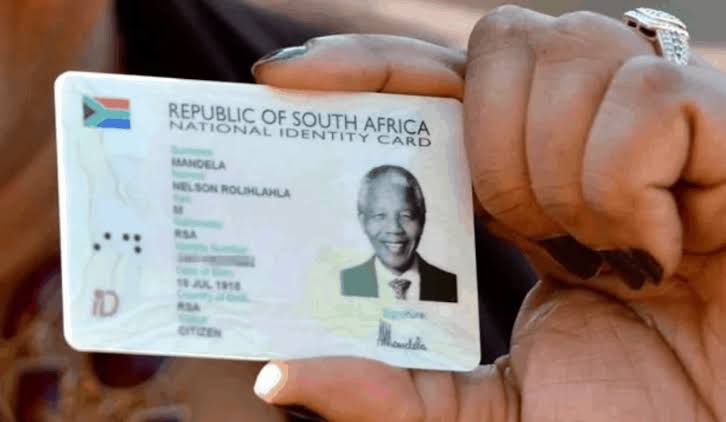 REPUBLIC OF SOUTH AFRICA
NATIONAL IDENTITY CARD
Surname
MANDELA
Names
NELSON ROLIHLAHLA
Sex
M
Nationality
RSA
Identity Number
Date of Birth
18 JUL 1918
Country of Birth
RSA
Status
CITIZEN
iD
Signature
Mandela